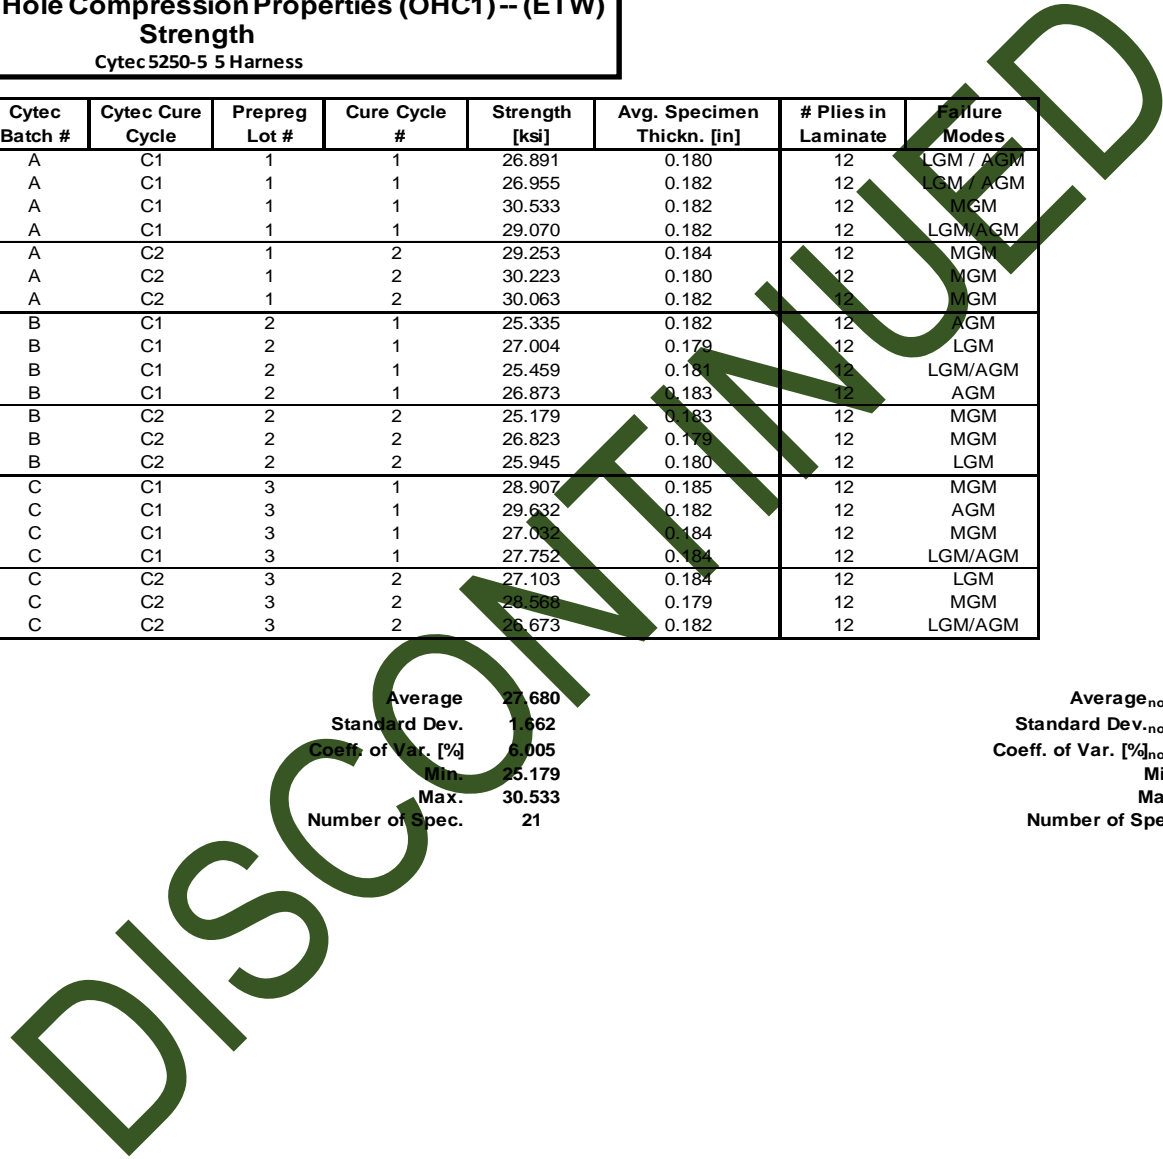 Hole Compression Properties (OHC1) -- (ETW)
Strength
Cytec 5250-5 5 Harness
Cytec Batch # Cytec Cure Cycle Prepreg Lot # Cure Cycle # Strength [ksi] Avg. Specimen Thickn. [in] # Plies in Laminate Failure Modes
A C1 1 1 26.891 0.180 12 LGM / AGM
A C1 1 1 26.955 0.182 12 LGM / AGM
A C1 1 1 30.533 0.182 12 MGM
A C1 1 1 29.070 0.182 12 LGM/AGM
A C2 1 2 29.253 0.184 12 MGM
A C2 1 2 30.223 0.180 12 MGM
A C2 1 2 30.063 0.182 12 MGM
B C1 2 1 25.335 0.182 12 AGM
B C1 2 1 27.004 0.179 12 LGM
B C1 2 1 25.459 0.181 12 LGM/AGM
B C1 2 1 26.873 0.183 12 AGM
B C2 2 2 25.179 0.183 12 MGM
B C2 2 2 26.823 0.179 12 MGM
B C2 2 2 25.945 0.180 12 LGM
C C1 3 1 28.907 0.185 12 MGM
C C1 3 1 29.632 0.182 12 AGM
C C1 3 1 27.032 0.184 12 MGM
C C1 3 1 27.752 0.184 12 LGM/AGM
C C2 3 2 27.103 0.184 12 LGM
C C2 3 2 28.568 0.179 12 MGM
C C2 3 2 26.673 0.182 12 LGM/AGM
Average 27.680 Average
Standard Dev. 1.662 Standard Dev.
Coeff. of Var. [%] 6.005 Coeff. of Var. [%]
Min. 25.179
Max. 30.533
Number of Spec. 21 Number of
DISCONTINUED